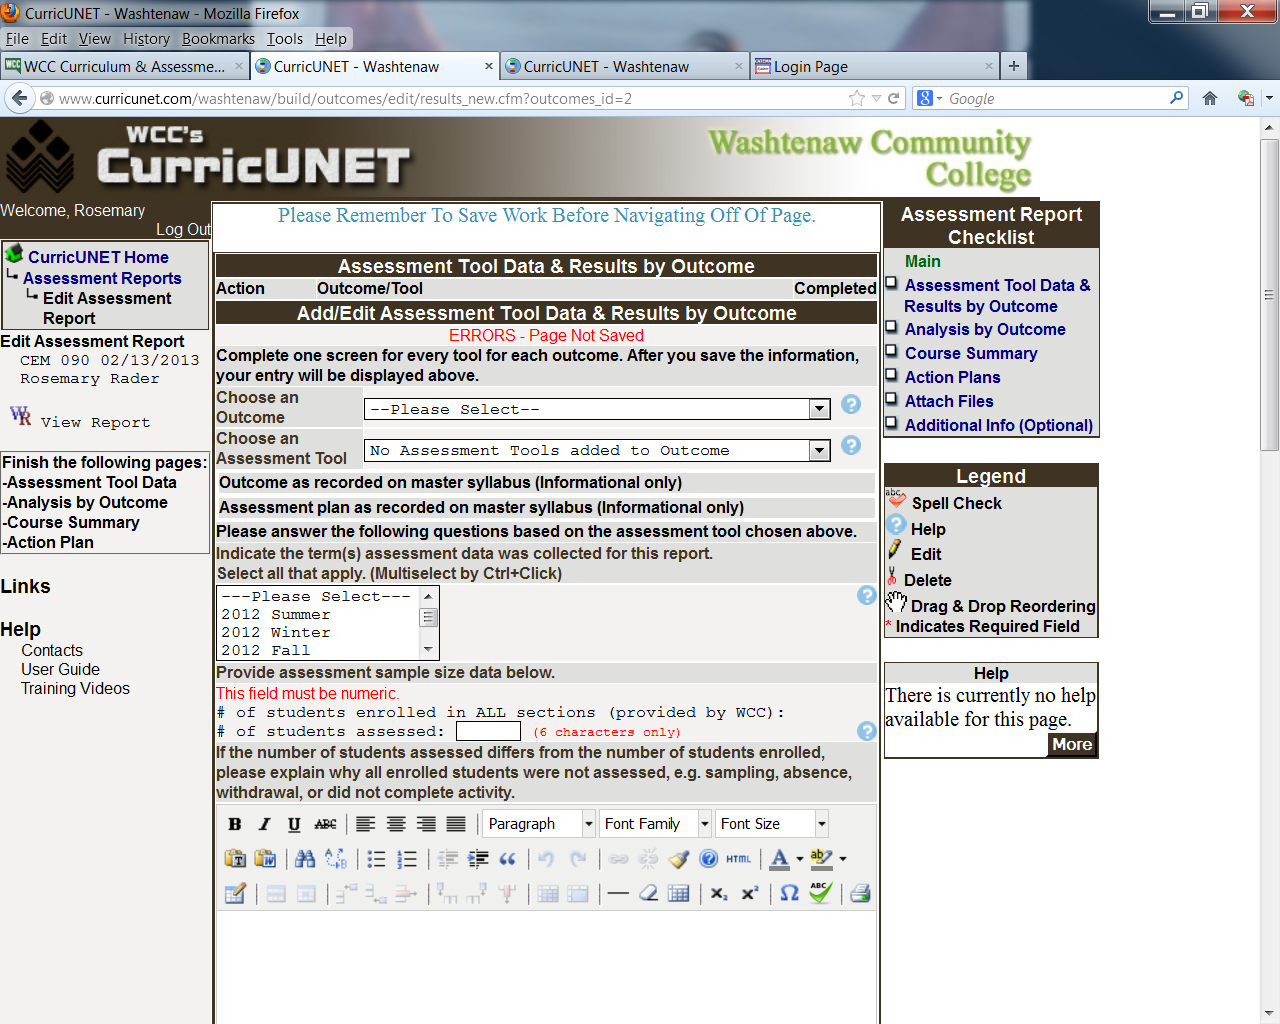 CurricUNET - Washtenaw - Mozilla Firefox
File Edit View History Bookmarks Tools Help
WCC Curriculum & Assessme... × CurricUNET - Washtenaw × CurricUNET - Washtenaw × Login Page × +
www.curricunet.com/washtenaw/build/outcomes/edit/results_new.cfm?outcomes_id=2
Google
WCC's
CurricUNET
Washtenaw Community
College
Welcome, Rosemary
Log Out
CurricUNET Home
Assessment Reports
Edit Assessment
Report
Edit Assessment Report
CEM 090 02/13/2013
Rosemary Rader
View Report
Finish the following pages:
-Assessment Tool Data
-Analysis by Outcome
-Course Summary
-Action Plan
Links
Help
Contacts
User Guide
Training Videos
Please Remember To Save Work Before Navigating Off Of Page.
Assessment Tool Data & Results by Outcome
Action Outcome/Tool Completed
Add/Edit Assessment Tool Data & Results by Outcome
ERRORS - Page Not Saved
Complete one screen for every tool for each outcome. After you save the information,
your entry will be displayed above.
Choose an
Outcome
--Please Select--
Choose an
Assessment Tool
No Assessment Tools added to Outcome
Outcome as recorded on master syllabus (Informational only)
Assessment plan as recorded on master syllabus (Informational only)
Please answer the following questions based on the assessment tool chosen above.
Indicate the term(s) assessment data was collected for this report.
Select all that apply. (Multiselect by Ctrl+Click)
---Please Select---
2012 Summer
2012 Winter
2012 Fall
Provide assessment sample size data below.
This field must be numeric.
# of students enrolled in ALL sections (provided by WCC):
# of students assessed: (6 characters only)
If the number of students assessed differs from the number of students enrolled,
please explain why all enrolled students were not assessed, e.g. sampling, absence,
withdrawal, or did not complete activity.
B I U ABC Paragraph Font Family Font Size
HTML A ab
x₂ x² Ω ABC
Assessment Report
Checklist
Main
Assessment Tool Data &
Results by Outcome
Analysis by Outcome
Course Summary
Action Plans
Attach Files
Additional Info (Optional)
Legend
abc Spell Check
? Help
Edit
Delete
Drag & Drop Reordering
* Indicates Required Field
Help
There is currently no help
available for this page.
More